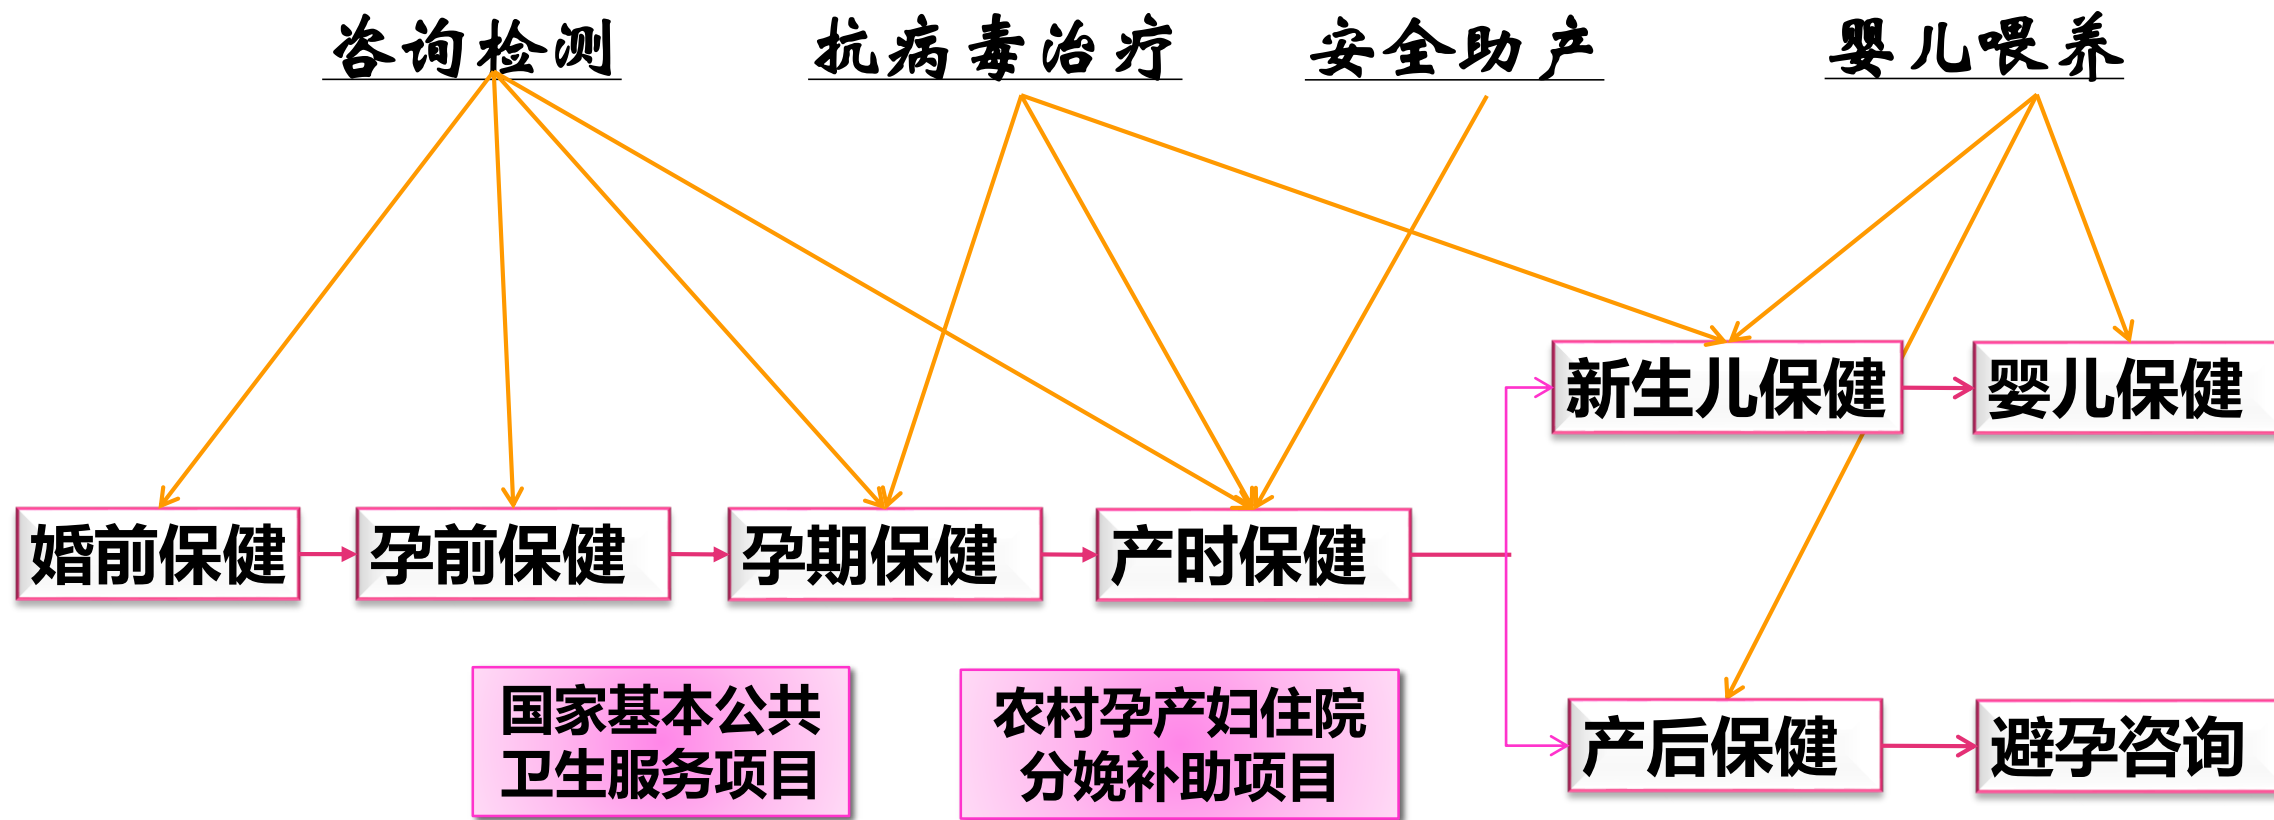 咨询检测
抗病毒治疗
安全助产
婴儿喂养
新生儿保健
婴儿保健
婚前保健
孕前保健
孕期保健
产时保健
国家基本公共
卫生服务项目
农村孕产妇住院
分娩补助项目
产后保健
避孕咨询